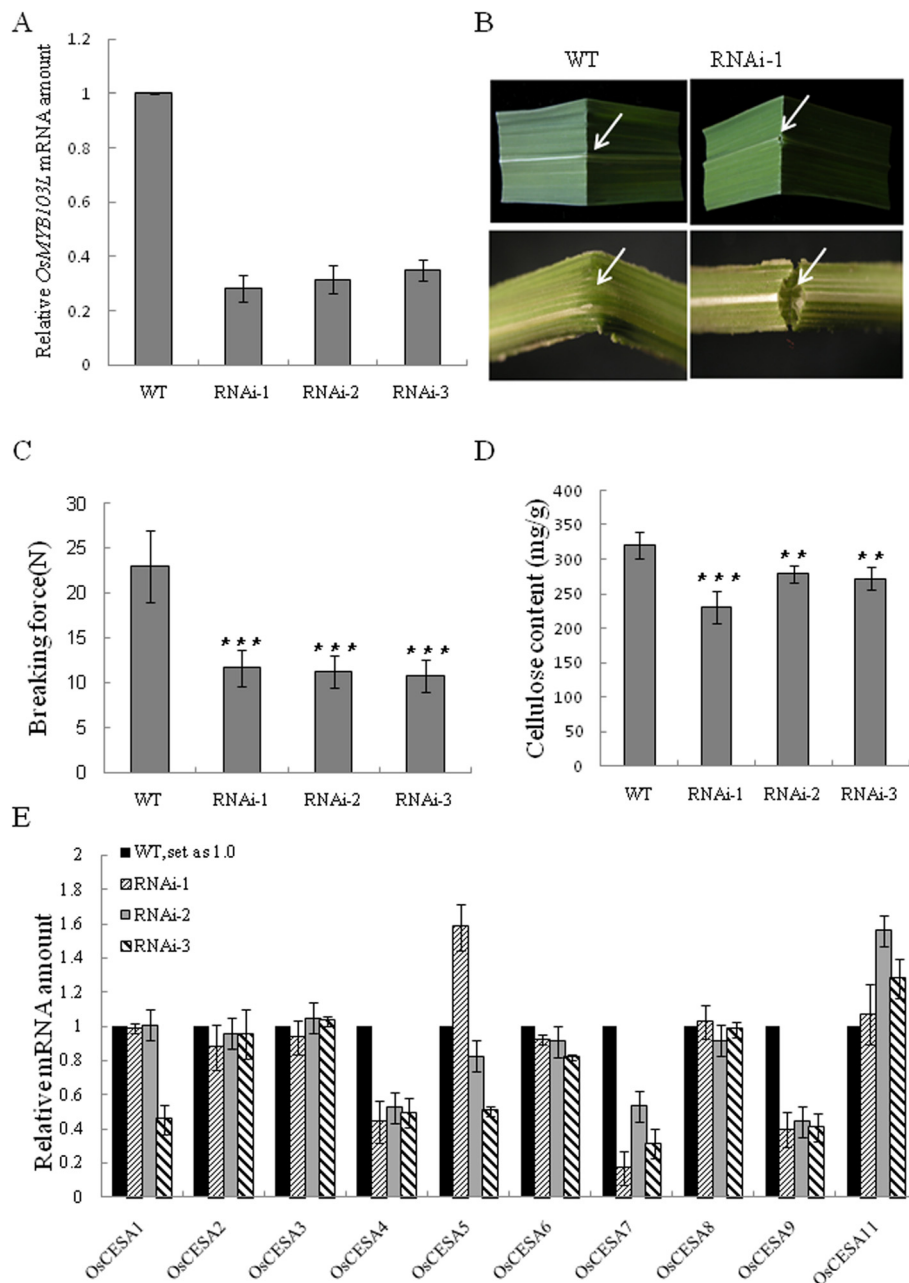 A
Relative OsMYB103L mRNA amount
1.2
1
0.8
0.6
0.4
0.2
0
WT
RNAi-1
RNAi-2
RNAi-3
B
WT
RNAi-1
C
Breaking force(N)
30
25
20
15
10
5
0
***
***
***
WT
RNAi-1
RNAi-2
RNAi-3
D
Cellulose content (mg/g)
400
350
300
250
200
150
100
50
0
***
**
**
WT
RNAi-1
RNAi-2
RNAi-3
E
Relative mRNA amount
2
1.8
1.6
1.4
1.2
1
0.8
0.6
0.4
0.2
0
WT,set as 1.0
RNAi-1
RNAi-2
RNAi-3
OsCESA1
OsCESA2
OsCESA3
OsCESA4
OsCESA5
OsCESA6
OsCESA7
OsCESA8
OsCESA9
OsCESA11